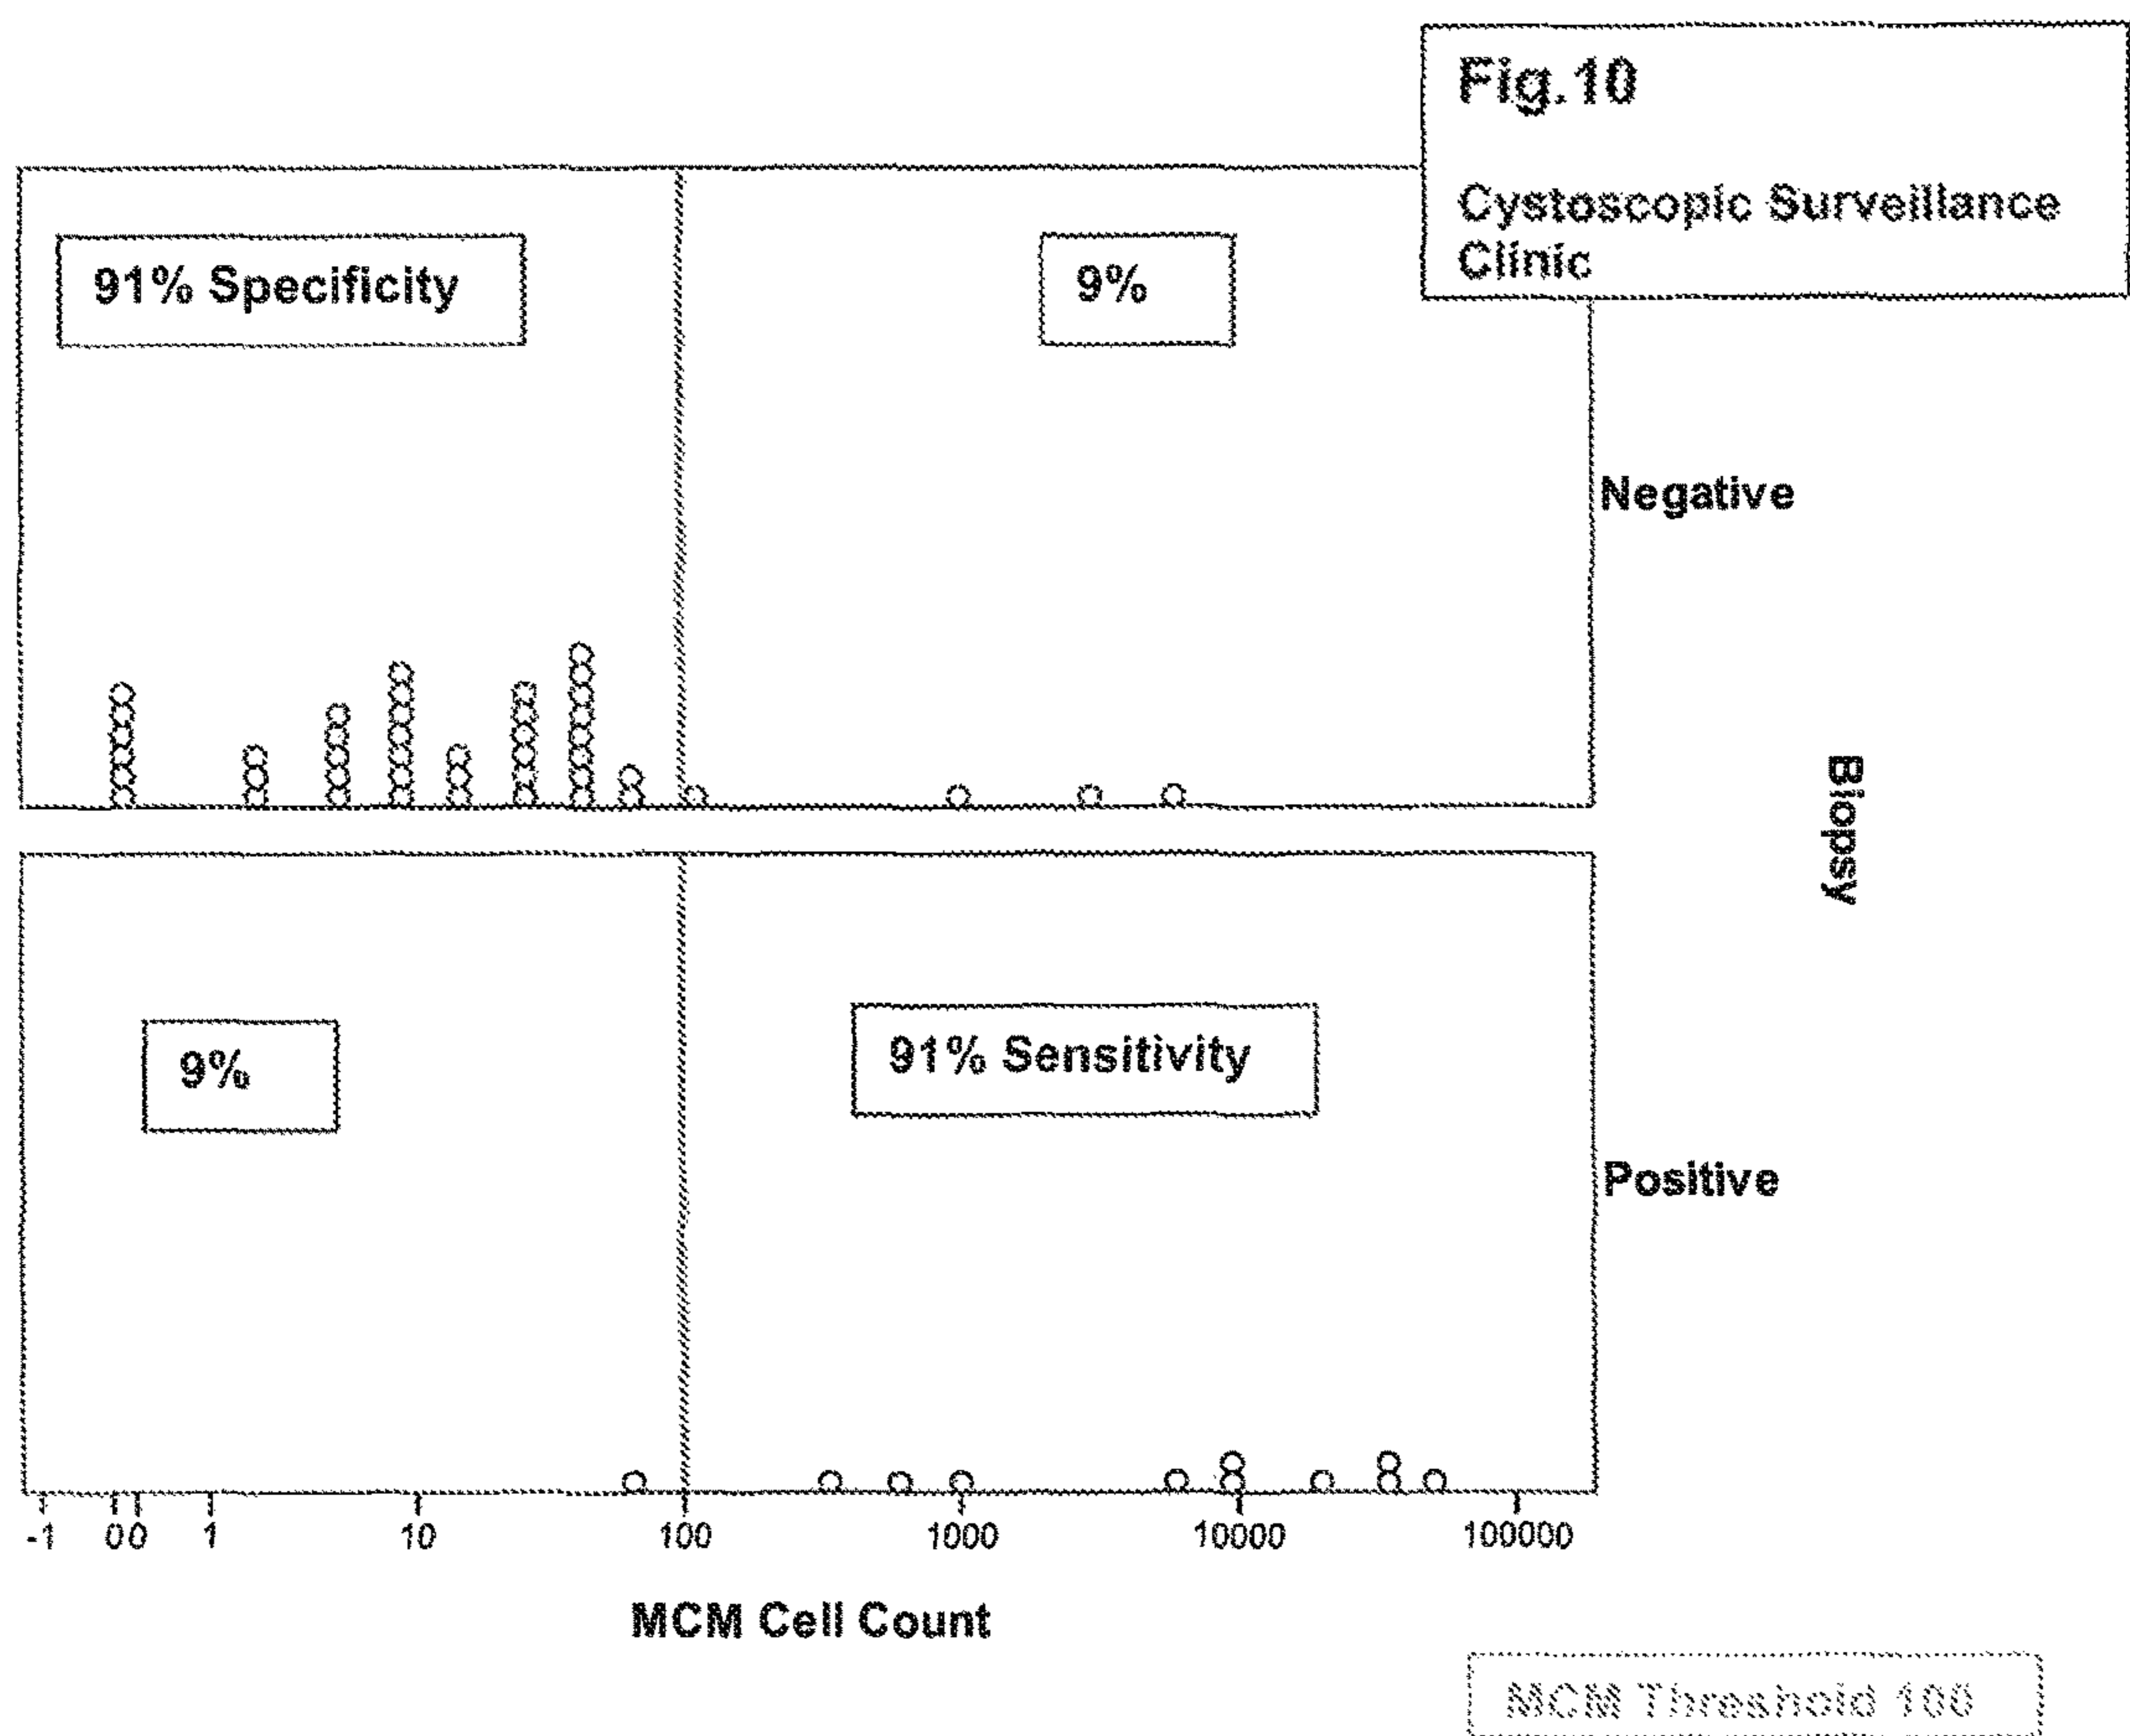 Fig.10
Cystoscopic Surveillance
Clinic
91% Specificity
9%
Negative
Biopsy
9%
91% Sensitivity
Positive
-1 0 0 1 10 100 1000 10000 100000
MCM Cell Count
MCM Threshold 100